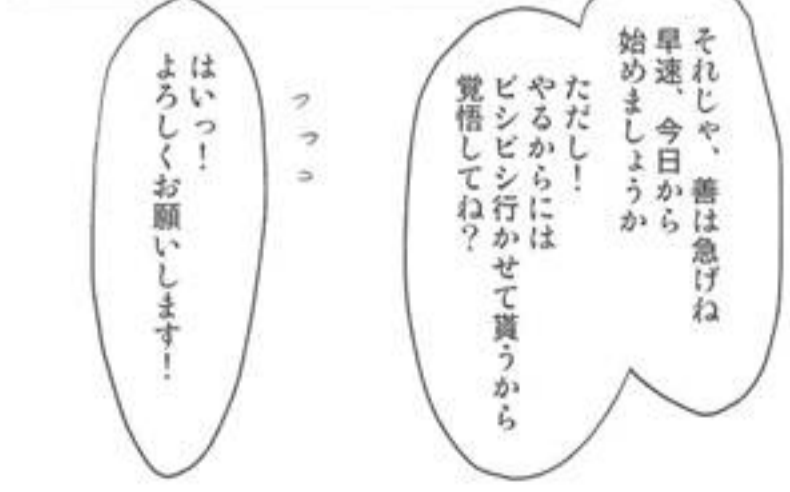 それじゃ、善は急げね
早速、今日から
始めましょうか
ただし！
やるからには
ビシビシ行かせて貰うから
覚悟してね？
フフッ
はいっ！
よろしくお願いします！